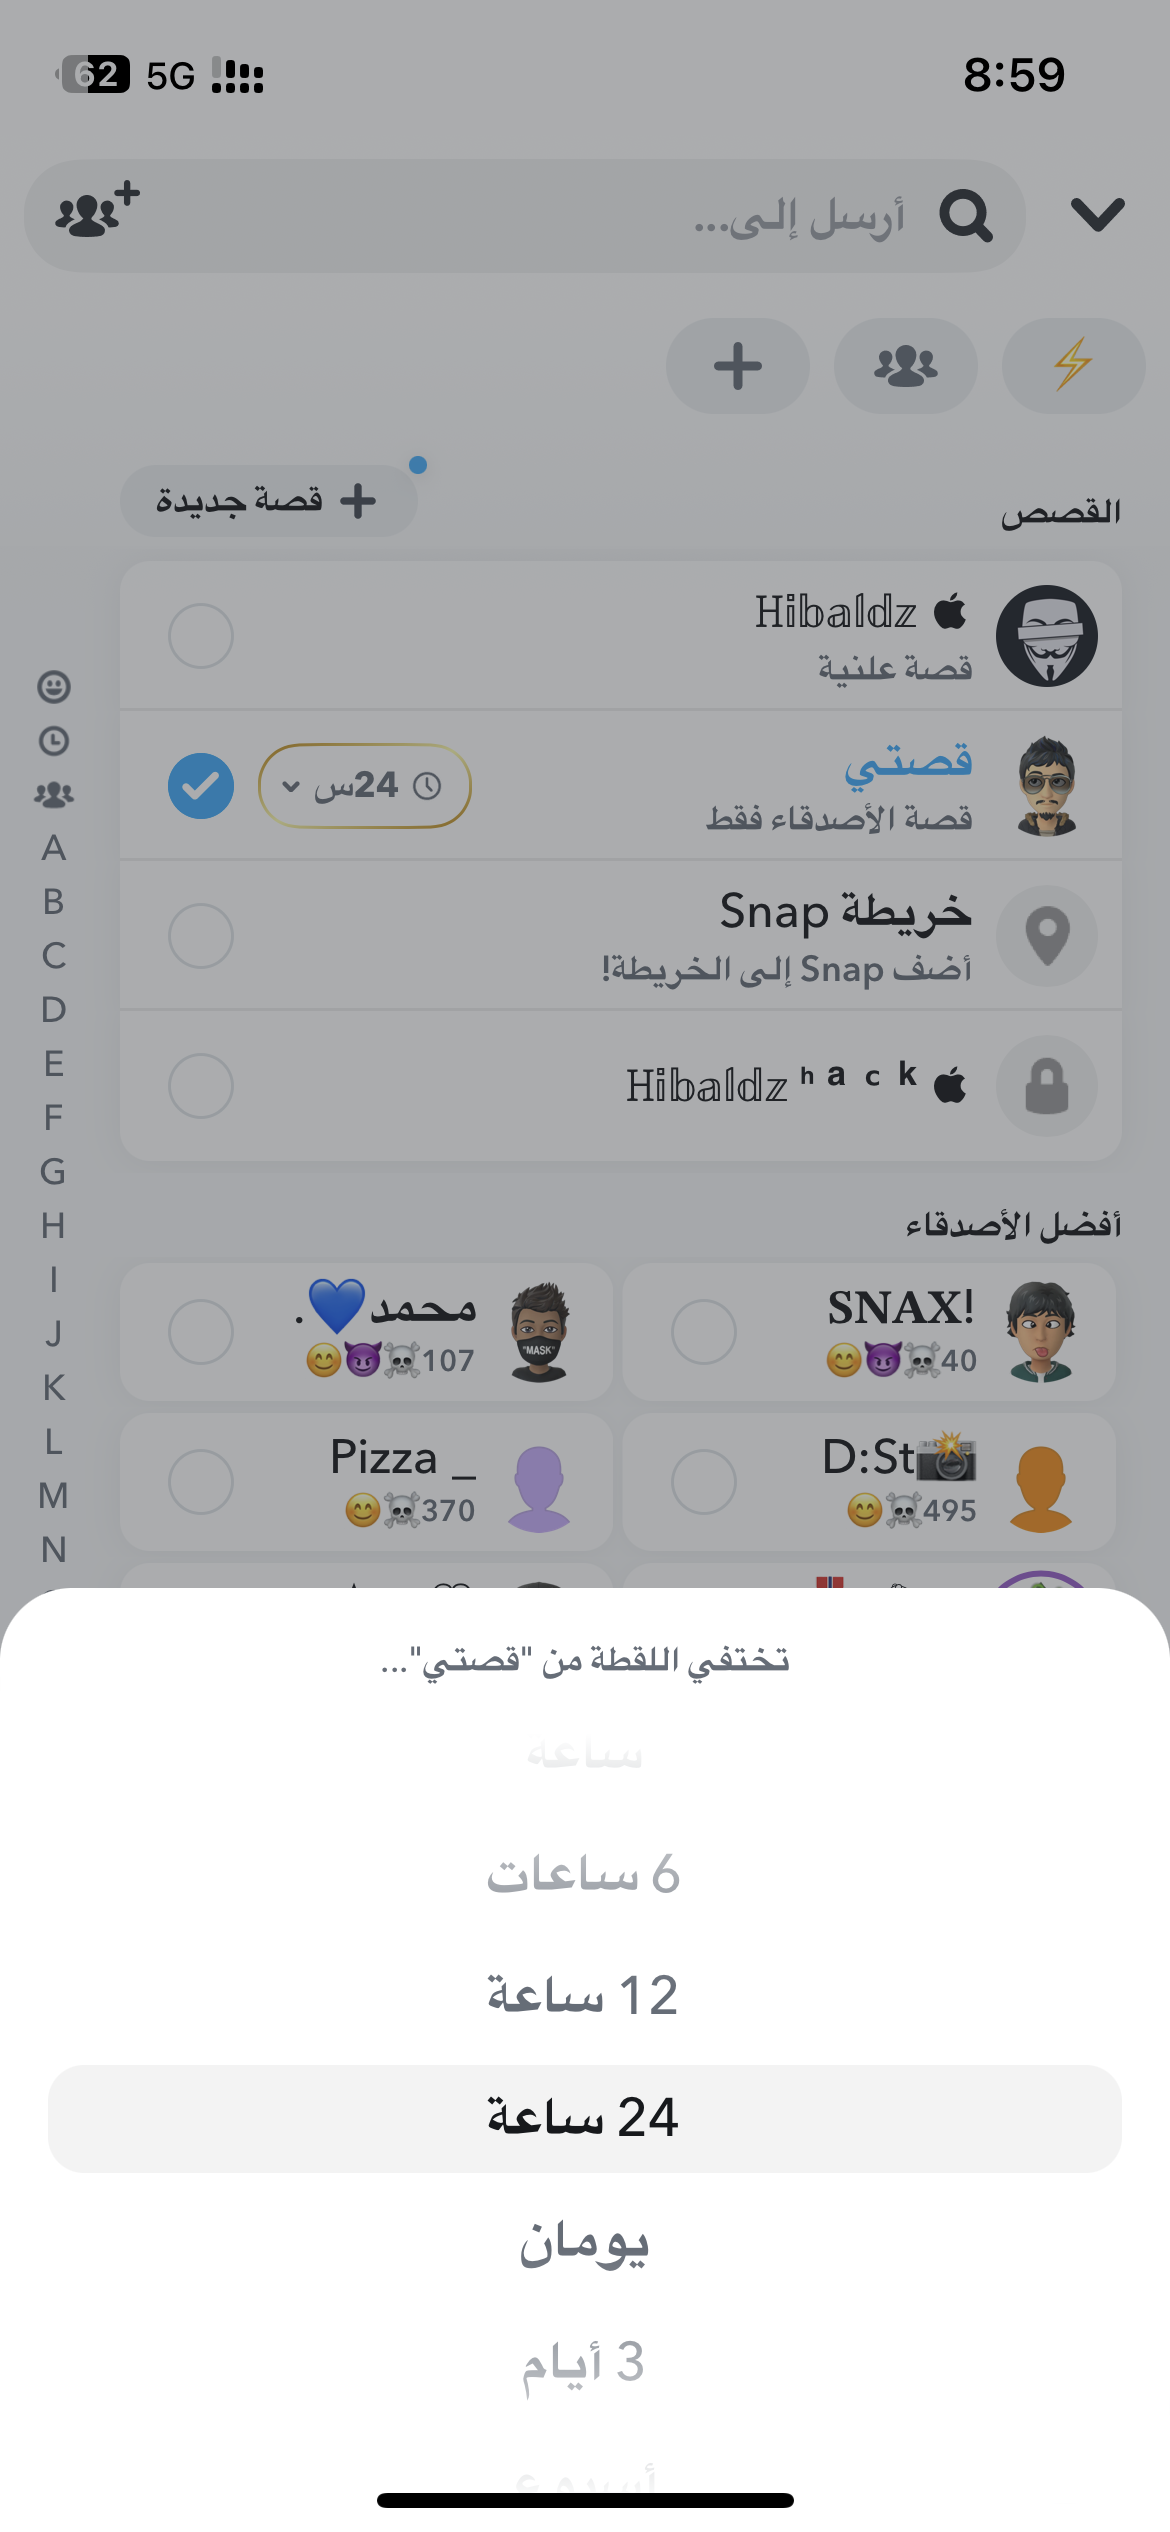 8:59
5G
62
أرسل إلى...
القصص
قصة جديدة
Hibaldz
قصة علنية
قصتي
قصة الأصدقاء فقط
24س
خريطة Snap
أضف Snap إلى الخريطة!
Hibaldz ʰ ᵃ ᶜ ᵏ
أفضل الأصدقاء
SNAX!
40☠️😈😊
محمد💙.
107☠️😈😊
"MASK"
D:St📸
495☠️😊
Pizza _
370☠️😊
A
B
C
D
E
F
G
H
I
J
K
L
M
N
تختفي اللقطة من "قصتي"...
ساعة
6 ساعات
12 ساعة
24 ساعة
يومان
3 أيام
أسبوع